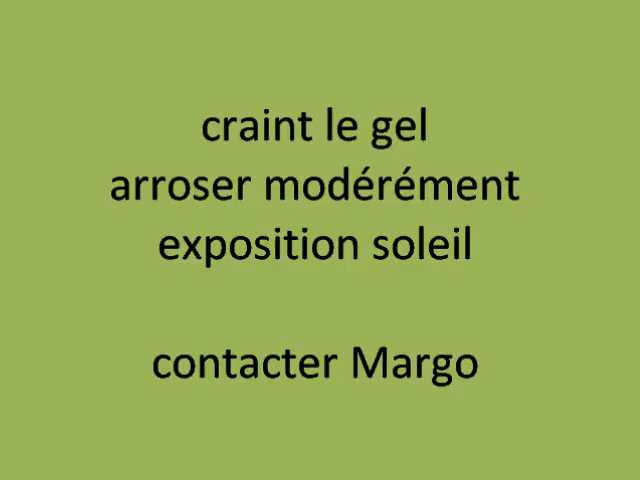 craint le gel
arroser modérément
exposition soleil
contacter Margo